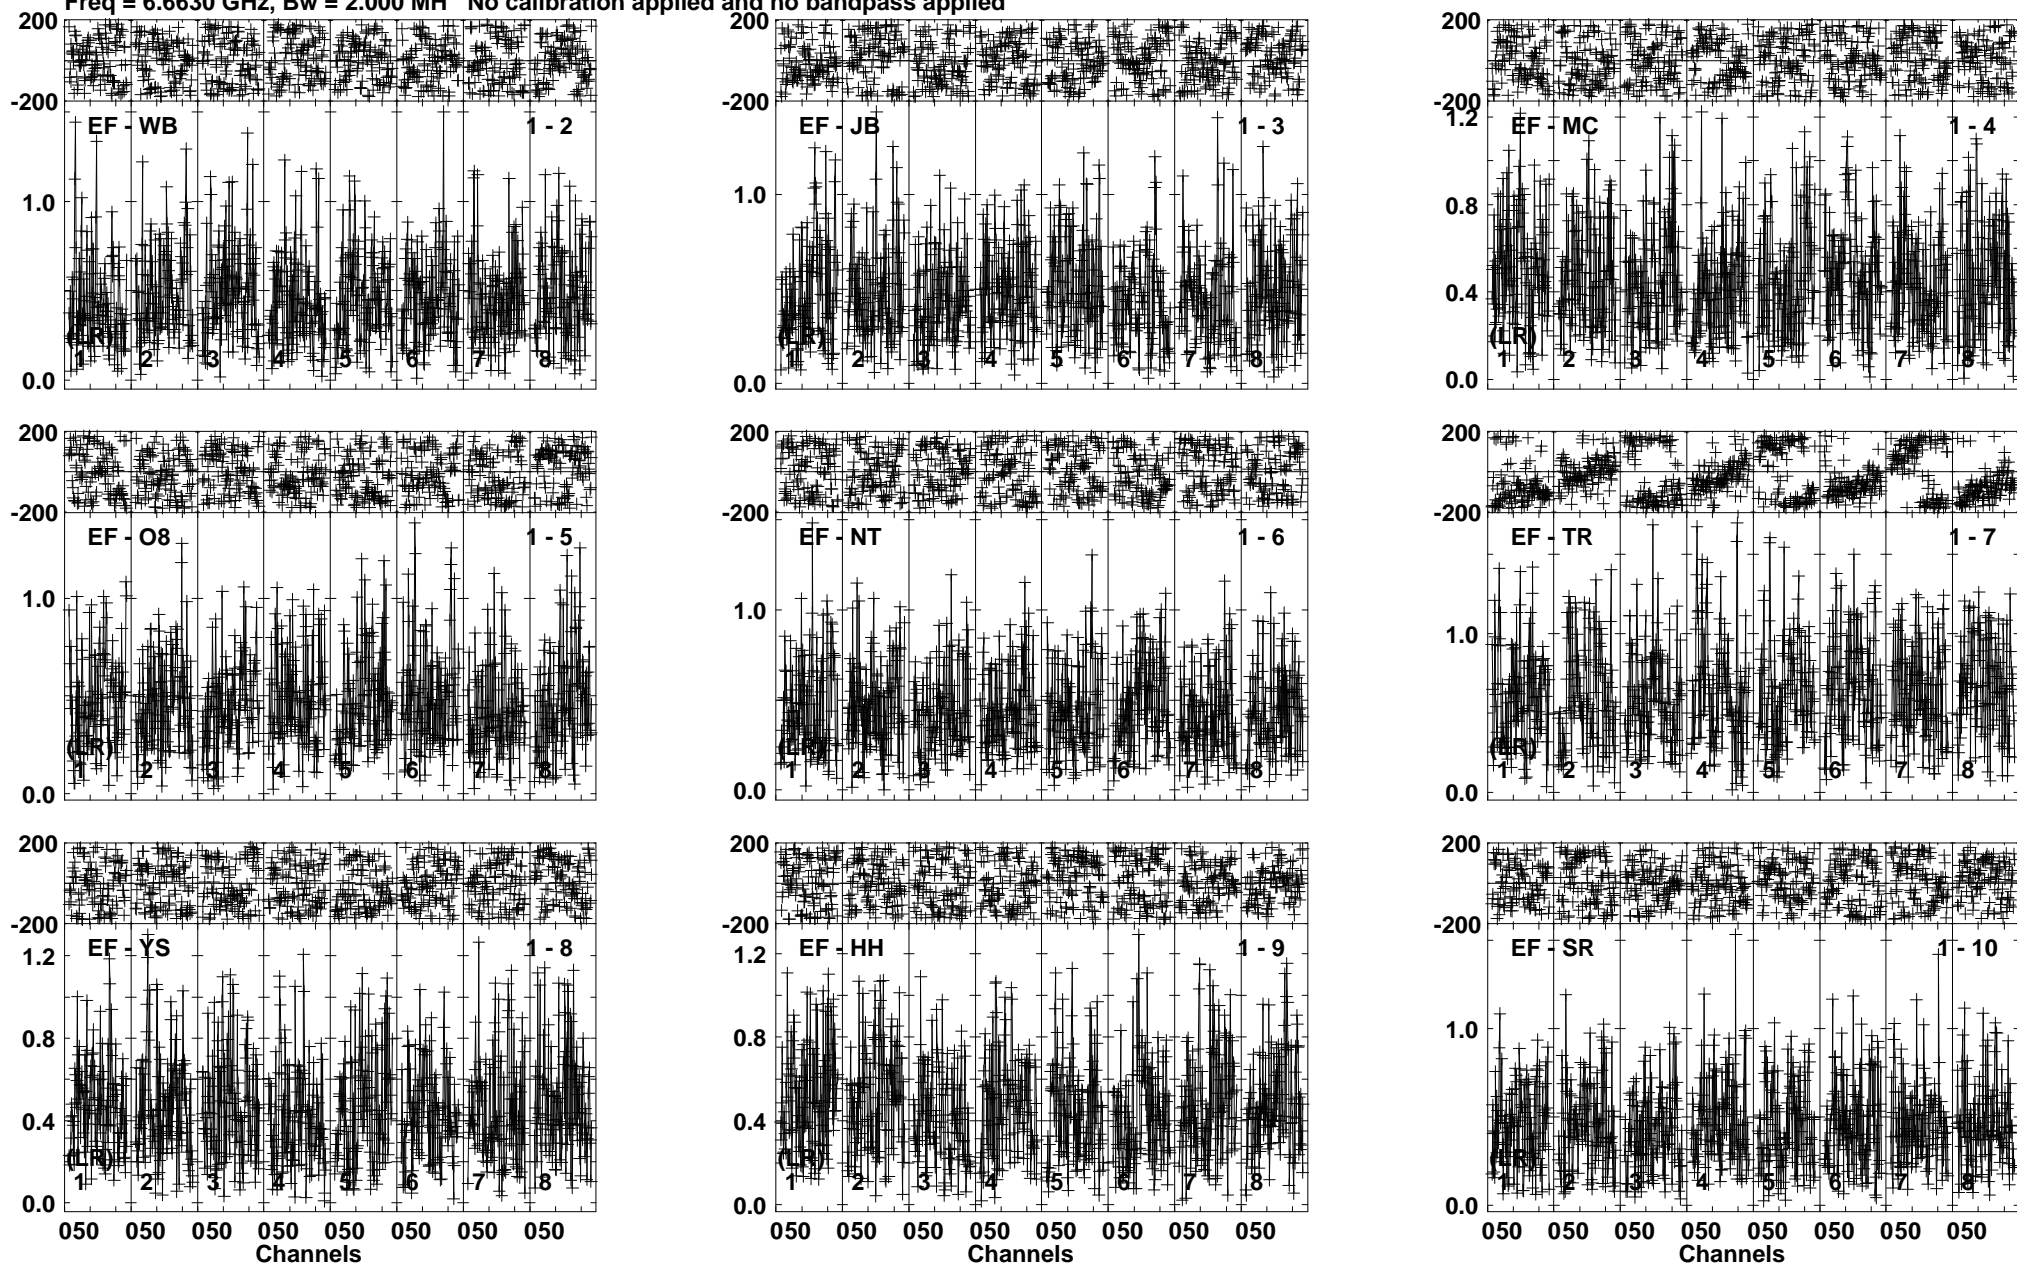 Freq = 6.6630 GHz, Bw = 2.000 MH   No calibration applied and no bandpass applied
200
-200
EF - WB 1 - 2
1.0
(LR)
1 2 3 4 5 6 7 8
0.0
200
-200
EF - JB 1 - 3
1.0
(LR)
1 2 3 4 5 6 7 8
0.0
200
-200
1.2
EF - MC 1 - 4
0.8
0.4
(LR)
1 2 3 4 5 6 7 8
0.0
200
-200
EF - O8 1 - 5
1.0
(LR)
1 2 3 4 5 6 7 8
0.0
200
-200
EF - NT 1 - 6
1.0
(LR)
1 2 3 4 5 6 7 8
0.0
200
-200
EF - TR 1 - 7
1.0
(LR)
1 2 3 4 5 6 7 8
0.0
200
-200
EF - YS 1 - 8
1.2
0.8
0.4
(LR)
1 2 3 4 5 6 7 8
0.0
050 050 050 050 050 050 050 050
Channels
200
-200
EF - HH 1 - 9
1.2
0.8
0.4
(LR)
1 2 3 4 5 6 7 8
0.0
050 050 050 050 050 050 050 050
Channels
200
-200
EF - SR 1 - 10
1.0
(LR)
1 2 3 4 5 6 7 8
0.0
050 050 050 050 050 050 050 050
Channels